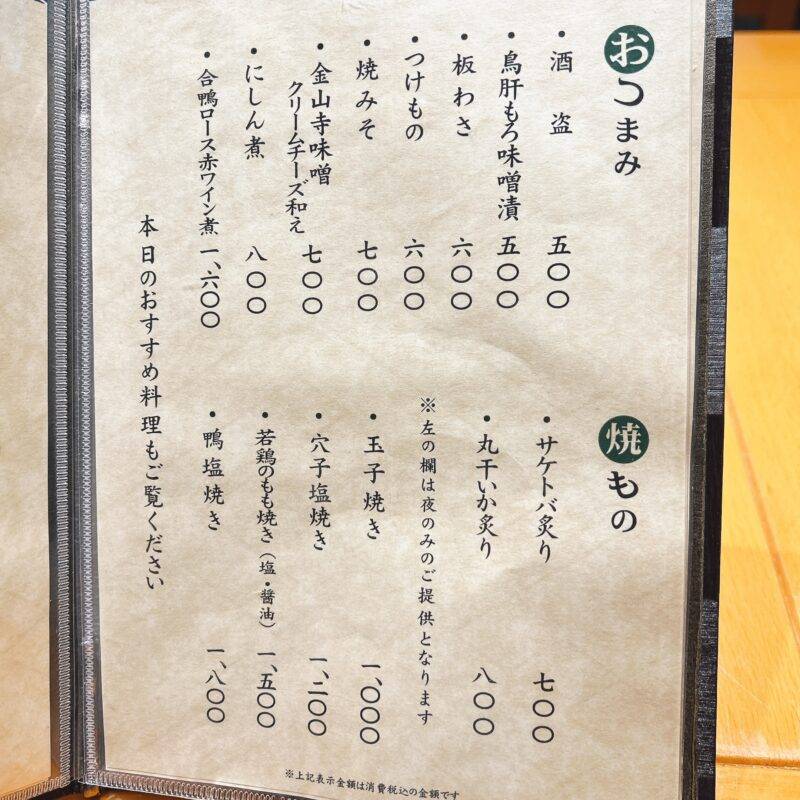 おつまみ
・酒盗 五〇〇
・鳥肝もろ味噌漬 五〇〇
・板わさ 六〇〇
・つけもの 六〇〇
・焼みそ 七〇〇
・金山寺味噌
クリームチーズ和え 七〇〇
・にしん煮 八〇〇
・合鴨ロース赤ワイン煮 一、六〇〇
焼もの
・サケトバ炙り 七〇〇
・丸干いか炙り 八〇〇
※左の欄は夜のみのご提供となります
・玉子焼き 一、〇〇〇
・穴子塩焼き 一、二〇〇
・若鶏のもも焼き（塩・醤油） 一、五〇〇
・鴨塩焼き 一、八〇〇
本日のおすすめ料理もご覧ください
※上記表示金額は消費税込の金額です